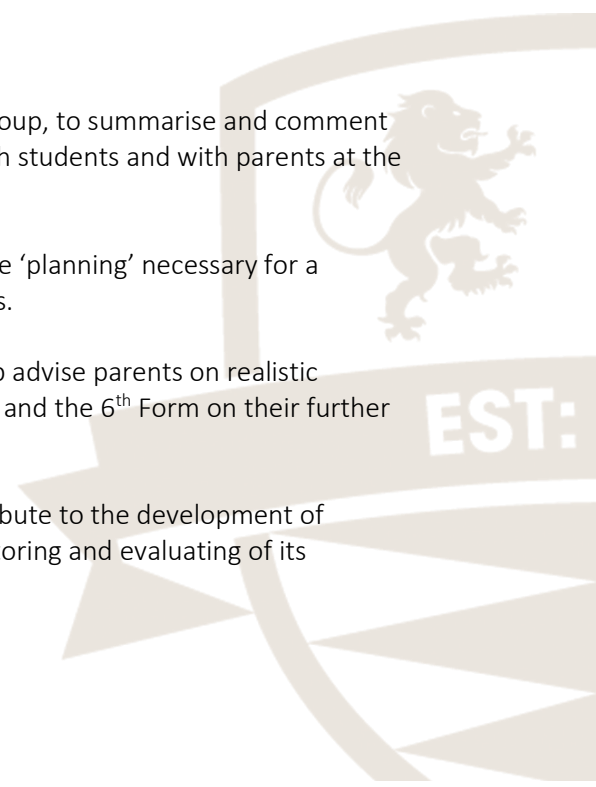 oup, to summarise and comment
h students and with parents at the
e ‘planning’ necessary for a
s.
o advise parents on realistic
and the 6th Form on their further
EST:
bute to the development of
toring and evaluating of its